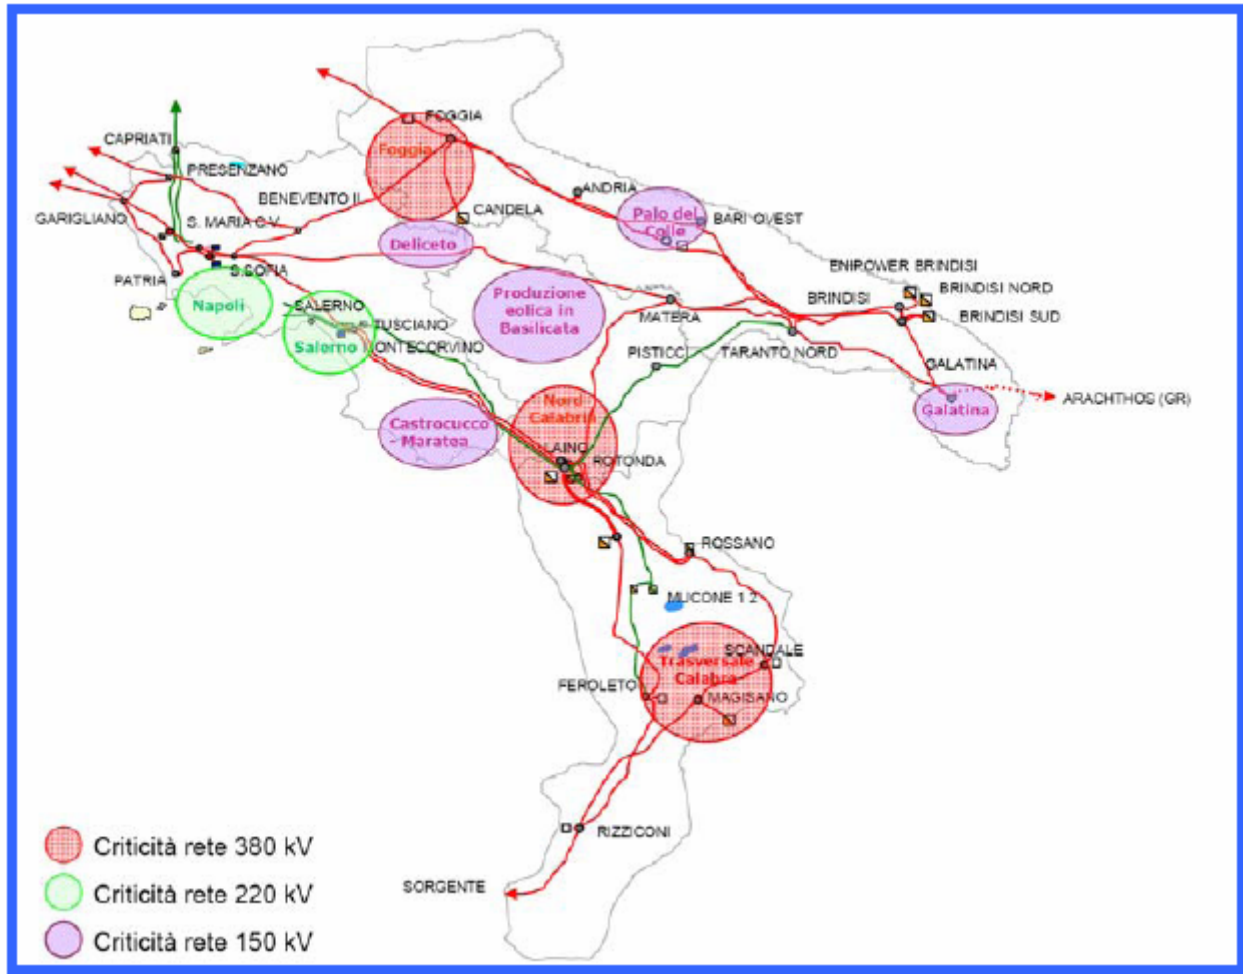 FOGGIA
Foggia
CAPRIATI
PRESENZANO
BENEVENTO II
GARIGLIANO
S. MARIA C.V.
CANDELA
ANDRIA
Palo del
Colle
BARI OVEST
Deliceto
PATRIA
S.SOFIA
ENIPOWER BRINDISI
BRINDISI NORD
BRINDISI
BRINDISI SUD
Napoli
SALERNO
TUSCIANO
Salerno
ONTECORVINO
Produzione
eolica in
Basilicata
MATERA
PISTICC
TARANTO NORD
GALATINA
Galatina
ARACHTHOS (GR)
Castrocucco
- Maratea
Nord
Calabria
LAINO
ROTONDA
ROSSANO
MUCONE 1 2
SCANDALE
Trasversale
Calabra
FEROLETO
MAGISANO
RIZZICONI
SORGENTE
Criticità rete 380 kV
Criticità rete 220 kV
Criticità rete 150 kV